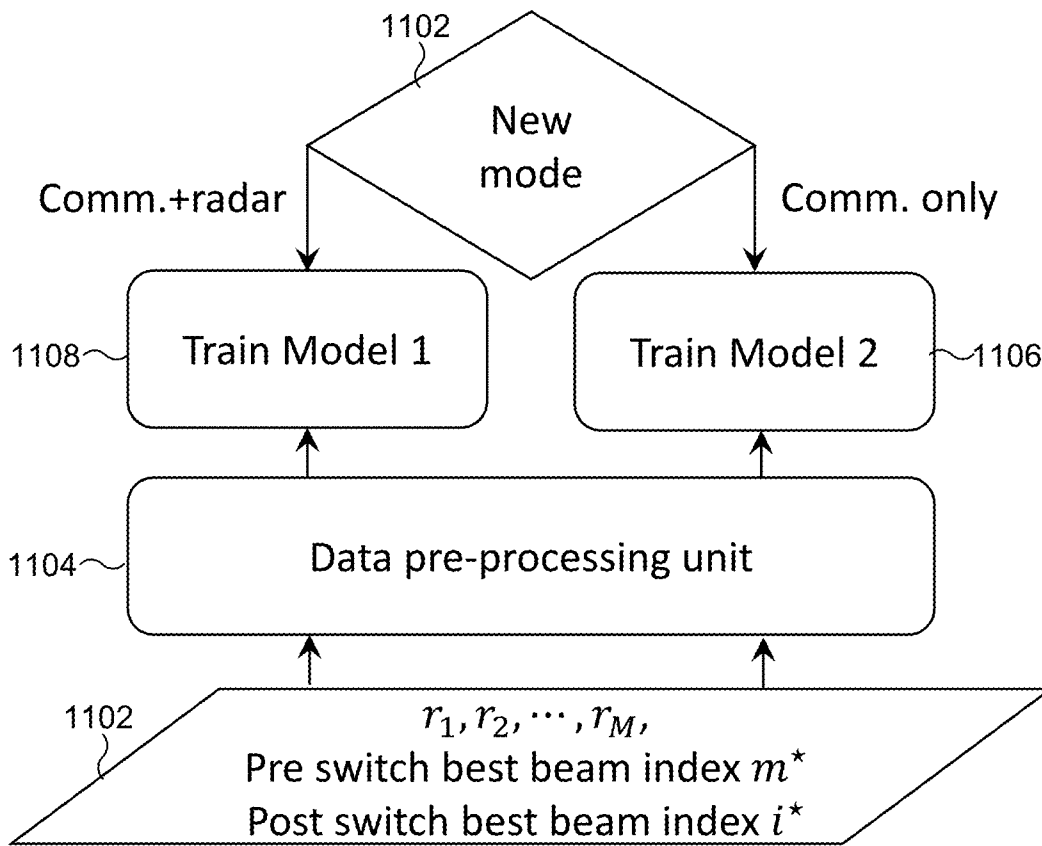 1102
New
mode
Comm.+radar
Comm. only
1108
Train Model 1
Train Model 2
1106
1104
Data pre-processing unit
1102
r₁, r₂, ⋯ , r_M,
Pre switch best beam index m⋆
Post switch best beam index i⋆